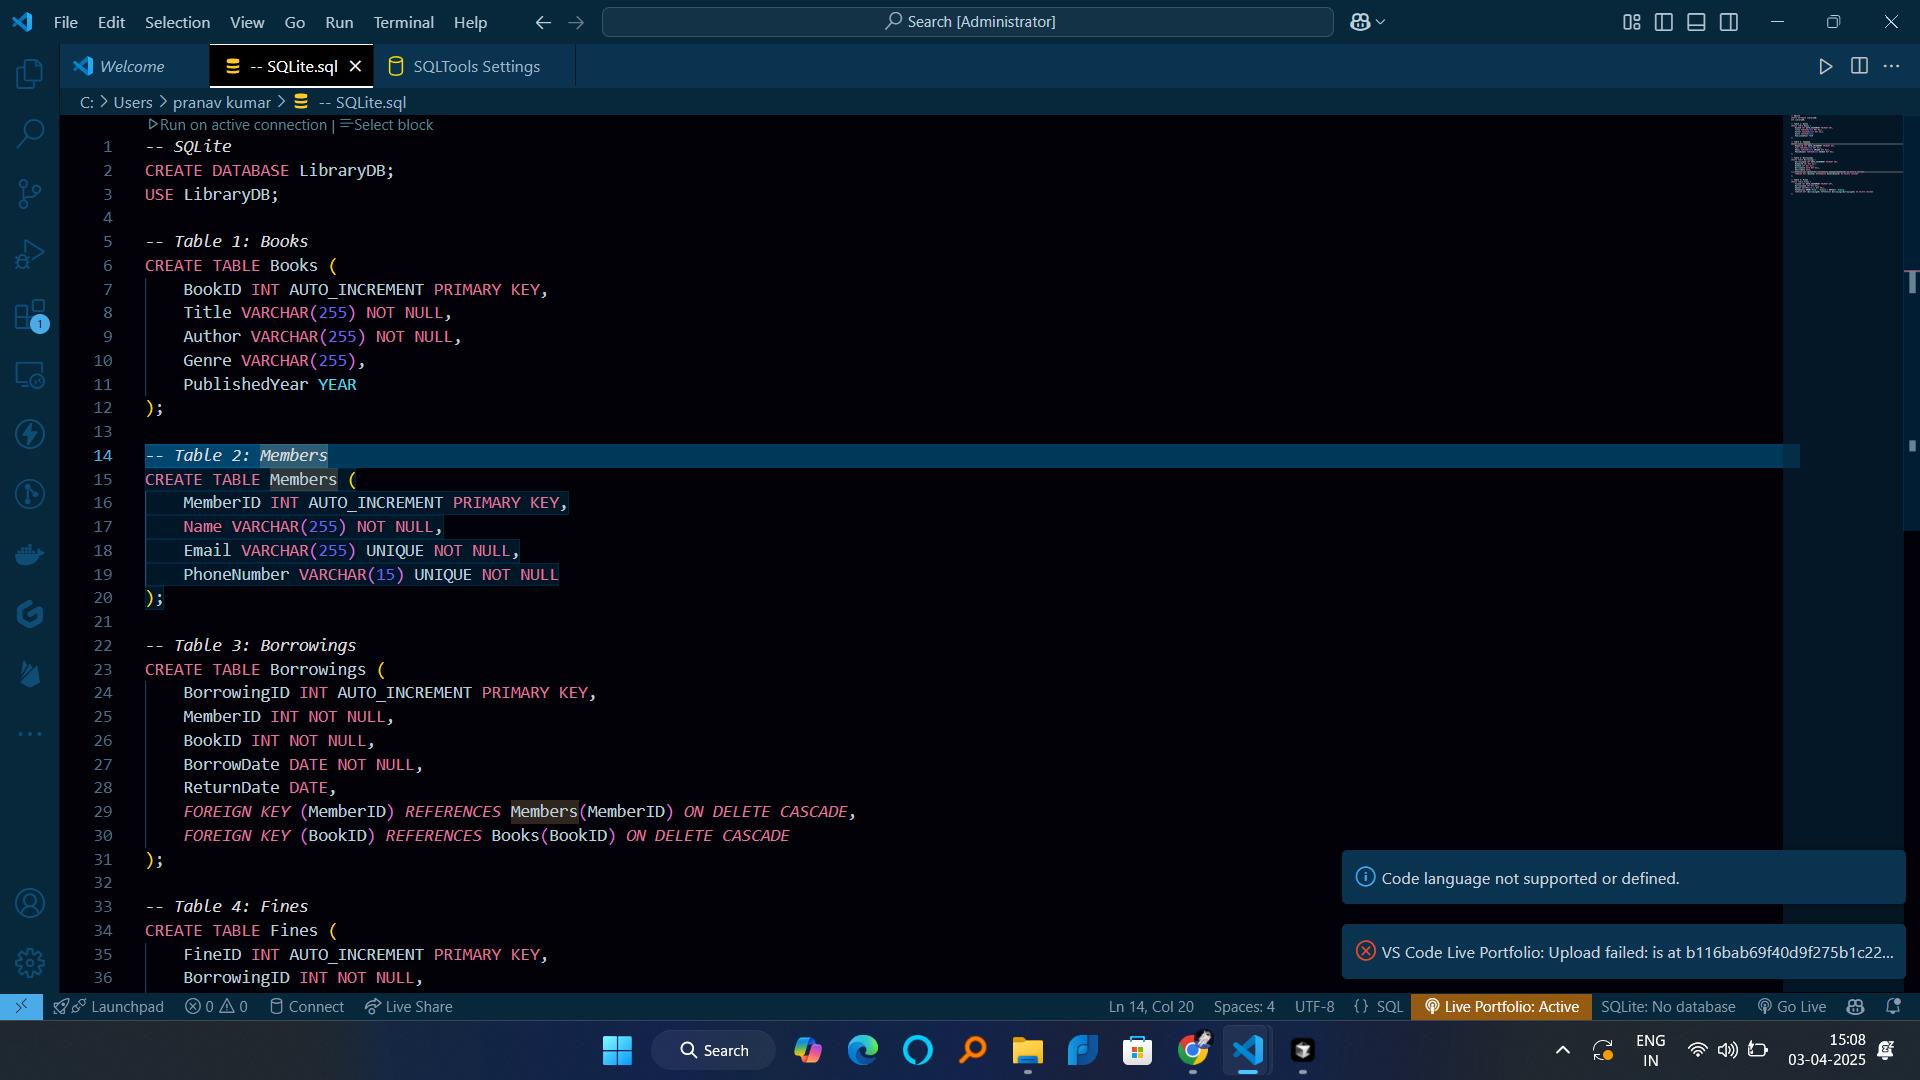 File Edit Selection View Go Run Terminal Help
Search [Administrator]
Welcome
-- SQLite.sql
SQLTools Settings
C: > Users > pranav kumar > -- SQLite.sql
Run on active connection | Select block
1 -- SQLite
2 CREATE DATABASE LibraryDB;
3 USE LibraryDB;
4
5 -- Table 1: Books
6 CREATE TABLE Books (
7 BookID INT AUTO_INCREMENT PRIMARY KEY,
8 Title VARCHAR(255) NOT NULL,
9 Author VARCHAR(255) NOT NULL,
10 Genre VARCHAR(255),
11 PublishedYear YEAR
12 );
13
14 -- Table 2: Members
15 CREATE TABLE Members (
16 MemberID INT AUTO_INCREMENT PRIMARY KEY,
17 Name VARCHAR(255) NOT NULL,
18 Email VARCHAR(255) UNIQUE NOT NULL,
19 PhoneNumber VARCHAR(15) UNIQUE NOT NULL
20 );
21
22 -- Table 3: Borrowings
23 CREATE TABLE Borrowings (
24 BorrowingID INT AUTO_INCREMENT PRIMARY KEY,
25 MemberID INT NOT NULL,
26 BookID INT NOT NULL,
27 BorrowDate DATE NOT NULL,
28 ReturnDate DATE,
29 FOREIGN KEY (MemberID) REFERENCES Members(MemberID) ON DELETE CASCADE,
30 FOREIGN KEY (BookID) REFERENCES Books(BookID) ON DELETE CASCADE
31 );
32
33 -- Table 4: Fines
34 CREATE TABLE Fines (
35 FineID INT AUTO_INCREMENT PRIMARY KEY,
36 BorrowingID INT NOT NULL,
1
Code language not supported or defined.
VS Code Live Portfolio: Upload failed: is at b116bab69f40d9f275b1c22...
Launchpad 0 0 Connect Live Share
Ln 14, Col 20 Spaces: 4 UTF-8 {} SQL Live Portfolio: Active SQLite: No database Go Live
Search
ENG
IN
15:08
03-04-2025